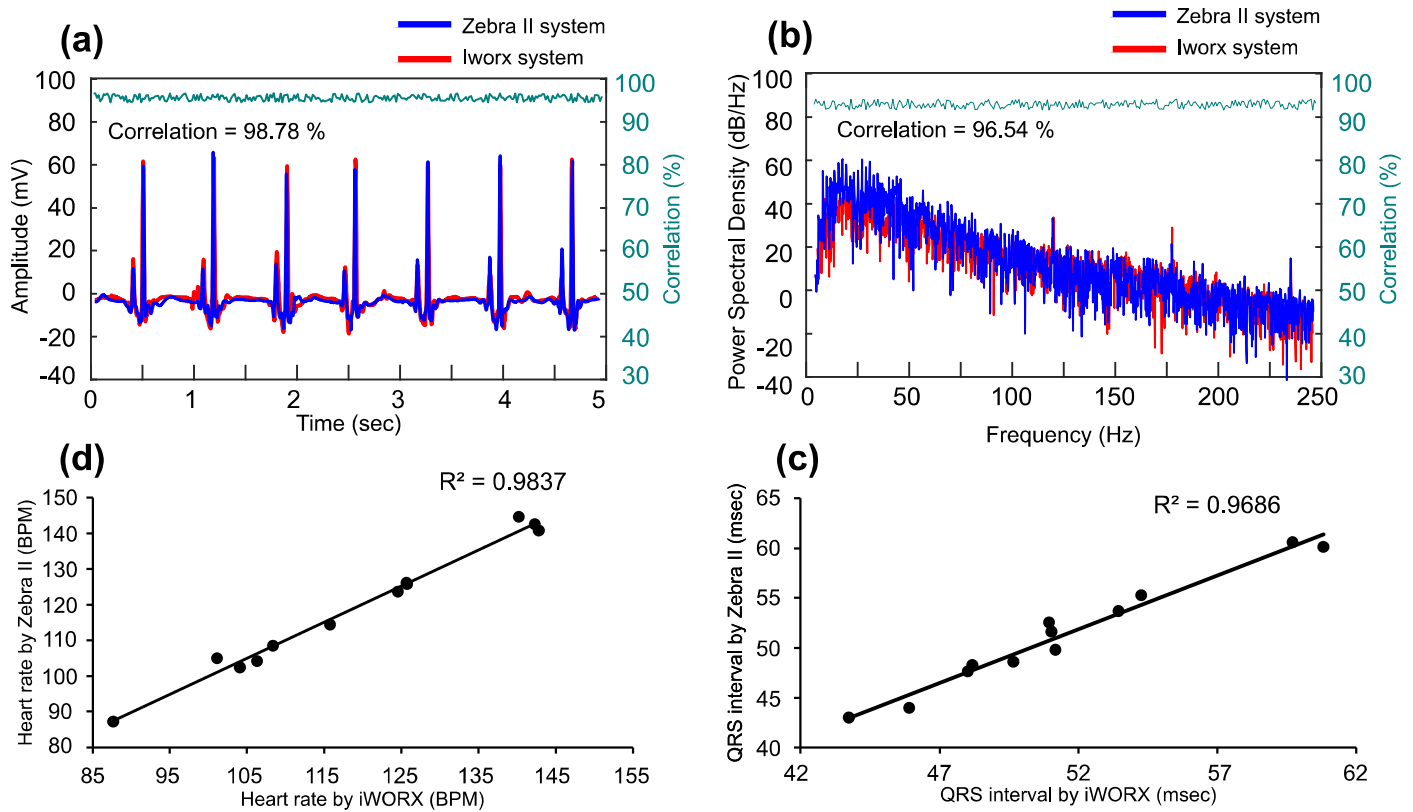 (a)
Zebra II system
Iworx system
100
80
60
40
20
0
-20
-40
Amplitude (mV)
Correlation = 98.78 %
100
90
80
70
60
50
40
30
Correlation (%)
0 1 2 3 4 5
Time (sec)
(b)
Zebra II system
Iworx system
100
80
60
40
20
0
-20
-40
Power Spectral Density (dB/Hz)
Correlation = 96.54 %
100
90
80
70
60
50
40
30
Correlation (%)
0 50 100 150 200 250
Frequency (Hz)
(d)
R² = 0.9837
150
140
130
120
110
100
90
80
Heart rate by Zebra II (BPM)
85 95 105 115 125 135 145 155
Heart rate by iWORX (BPM)
(c)
R² = 0.9686
65
60
55
50
45
40
QRS interval by Zebra II (msec)
42 47 52 57 62
QRS interval by iWORX (msec)